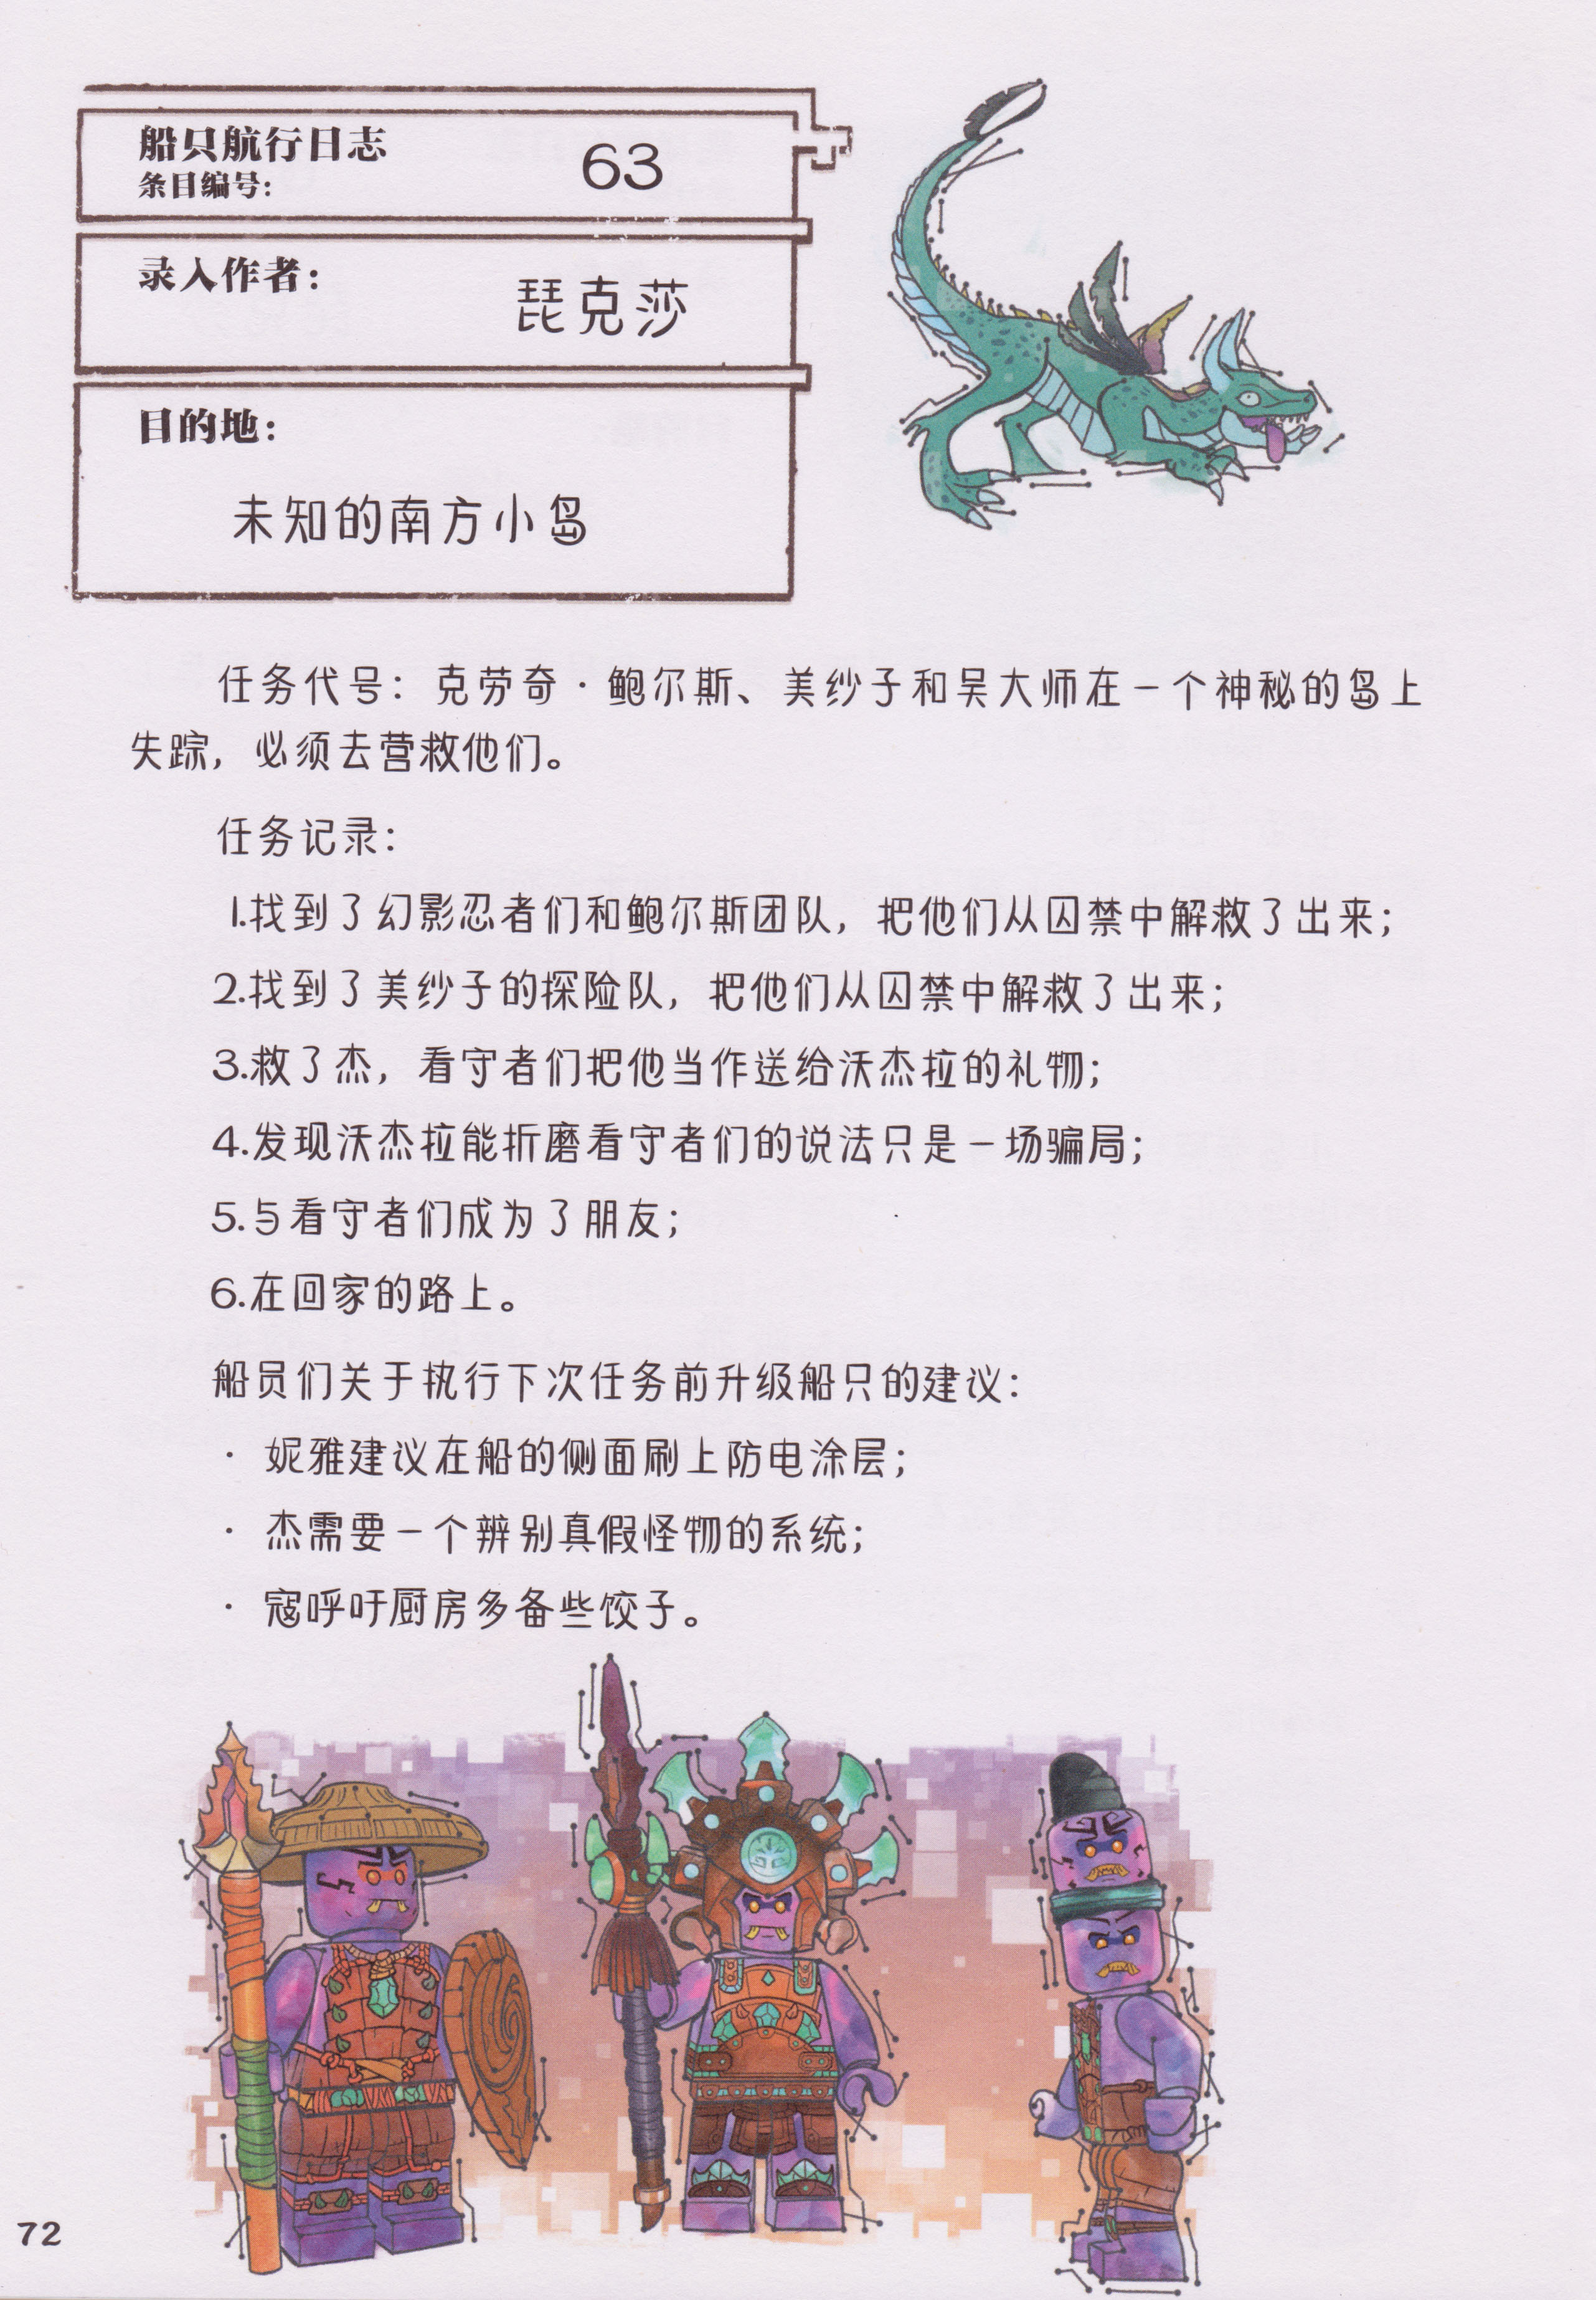 船只航行日志
条目编号：
63
录入作者：
琵克莎
目的地：
未知的南方小岛
任务代号：克劳奇·鲍尔斯、美纱子和吴大师在一个神秘的岛上
失踪，必须去营救他们。
任务记录：
1.找到了幻影忍者们和鲍尔斯团队，把他们从囚禁中解救了出来；
2.找到了美纱子的探险队，把他们从囚禁中解救了出来；
3.救了杰，看守者们把他当作送给沃杰拉的礼物；
4.发现沃杰拉能折磨看守者们的说法只是一场骗局；
5.与看守者们成为了朋友；
6.在回家的路上。
船员们关于执行下次任务前升级船只的建议：
· 妮雅建议在船的侧面刷上防电涂层；
· 杰需要一个辨别真假怪物的系统；
· 寇呼吁厨房多备些饺子。
72